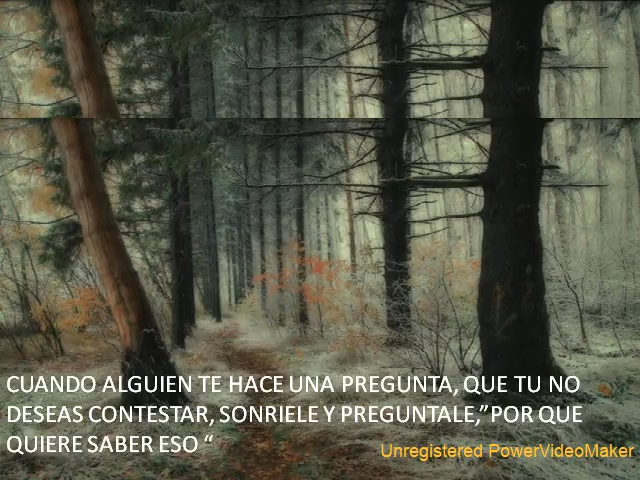 CUANDO ALGUIEN TE HACE UNA PREGUNTA, QUE TU NO
DESEAS CONTESTAR, SONRIELE Y PREGUNTALE,”POR QUE
QUIERE SABER ESO “
Unregistered PowerVideoMaker